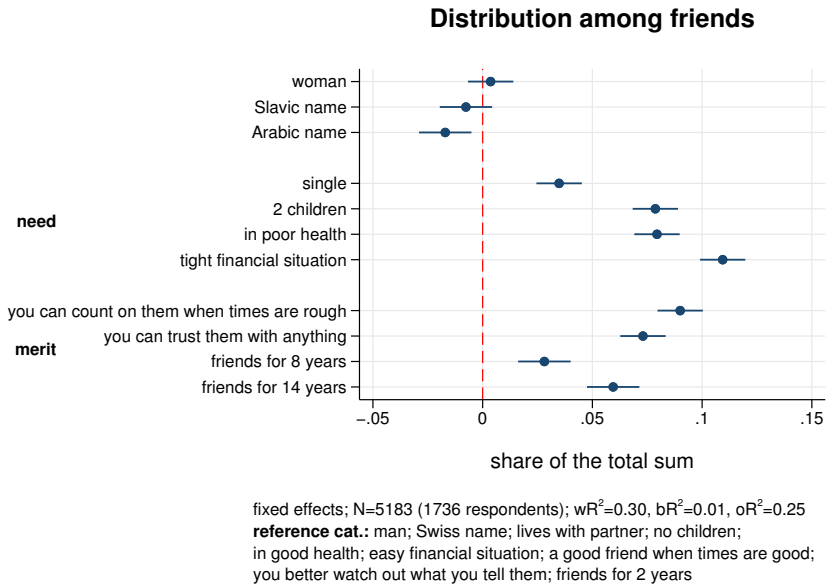 Distribution among friends
woman
Slavic name
Arabic name
single
2 children
need
in poor health
tight financial situation
you can count on them when times are rough
you can trust them with anything
merit
friends for 8 years
friends for 14 years
−.05 0 .05 .1 .15
share of the total sum
fixed effects; N=5183 (1736 respondents); wR²=0.30, bR²=0.01, oR²=0.25
reference cat.: man; Swiss name; lives with partner; no children;
in good health; easy financial situation; a good friend when times are good;
you better watch out what you tell them; friends for 2 years